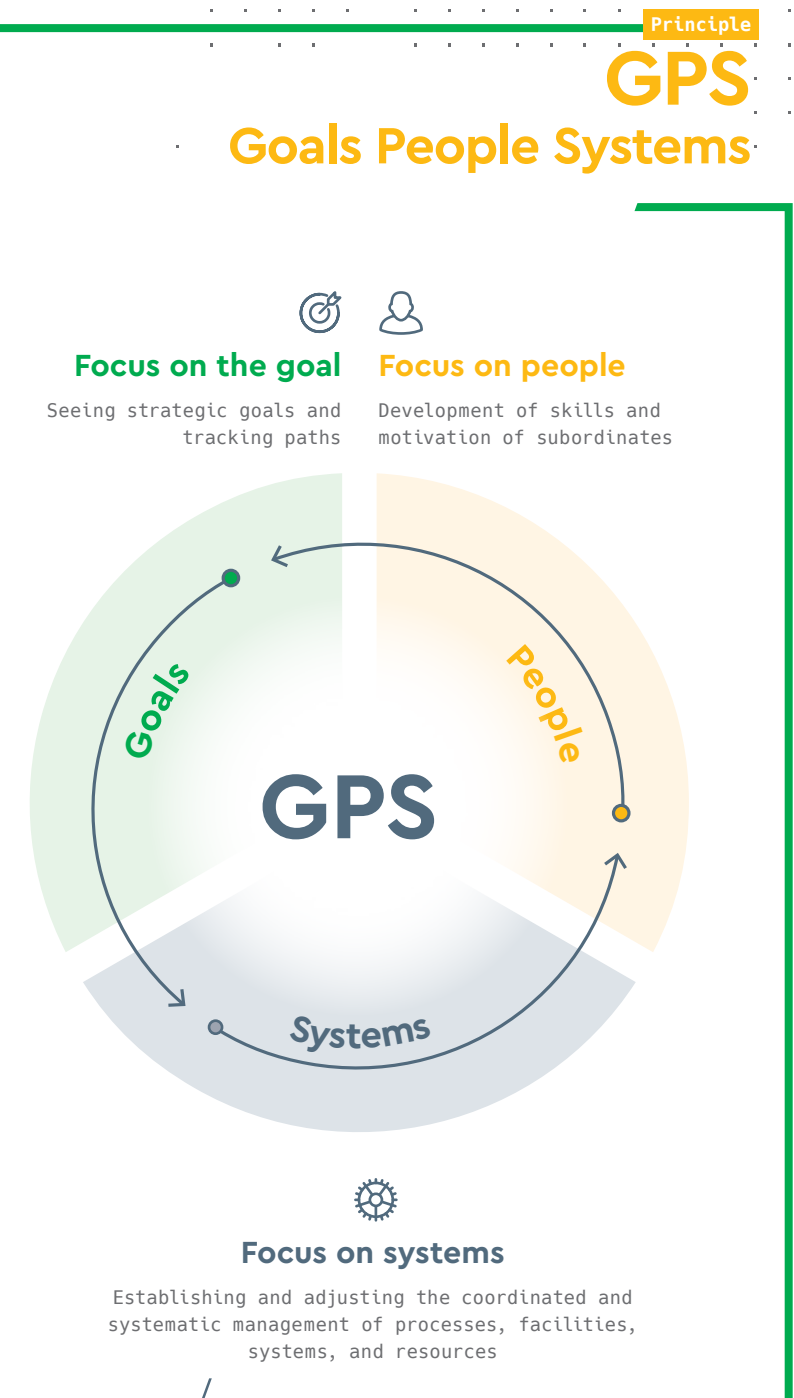 Principle
GPS
Goals People Systems
Focus on the goal
Seeing strategic goals and
tracking paths
Focus on people
Development of skills and
motivation of subordinates
Goals
People
GPS
Systems
Focus on systems
Establishing and adjusting the coordinated and
systematic management of processes, facilities,
systems, and resources